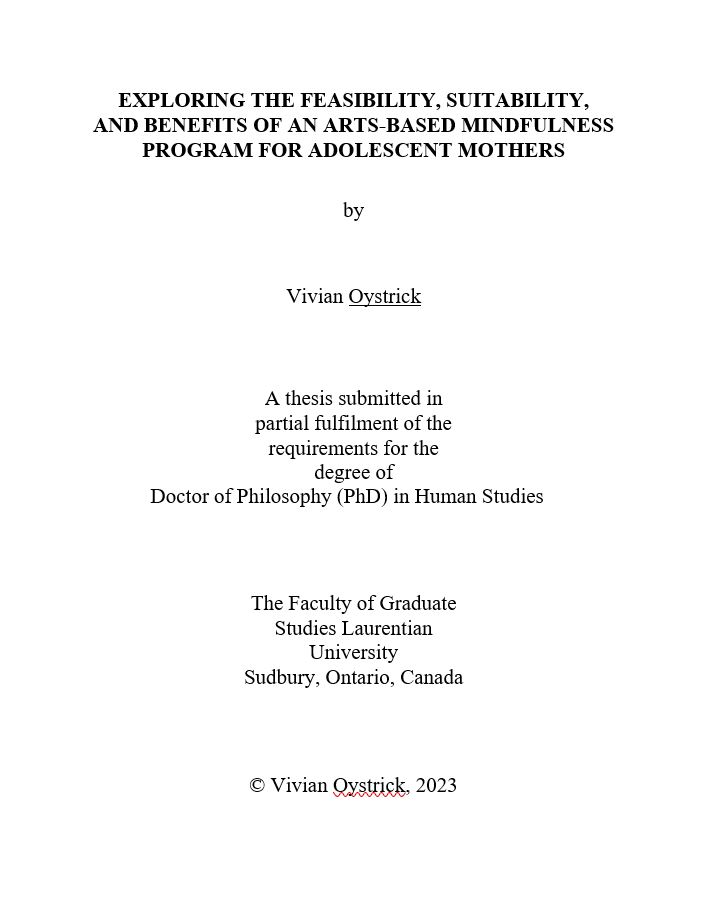 EXPLORING THE FEASIBILITY, SUITABILITY,
AND BENEFITS OF AN ARTS-BASED MINDFULNESS
PROGRAM FOR ADOLESCENT MOTHERS
by
Vivian Oystrick
A thesis submitted in
partial fulfilment of the
requirements for the
degree of
Doctor of Philosophy (PhD) in Human Studies
The Faculty of Graduate
Studies Laurentian
University
Sudbury, Ontario, Canada
© Vivian Oystrick, 2023